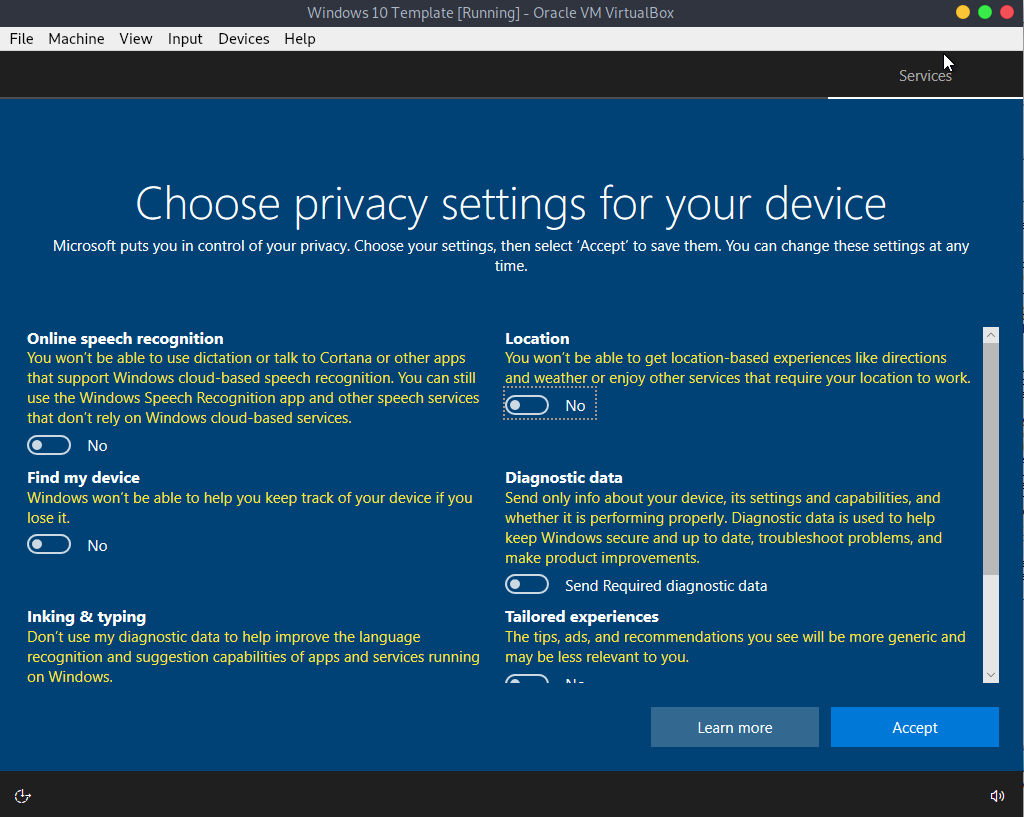 Windows 10 Template [Running] - Oracle VM VirtualBox
File Machine View Input Devices Help
Services
Choose privacy settings for your device
Microsoft puts you in control of your privacy. Choose your settings, then select ‘Accept’ to save them. You can change these settings at any
time.
Online speech recognition
You won’t be able to use dictation or talk to Cortana or other apps
that support Windows cloud-based speech recognition. You can still
use the Windows Speech Recognition app and other speech services
that don’t rely on Windows cloud-based services.
No
Location
You won’t be able to get location-based experiences like directions
and weather or enjoy other services that require your location to work.
No
Find my device
Windows won’t be able to help you keep track of your device if you
lose it.
No
Diagnostic data
Send only info about your device, its settings and capabilities, and
whether it is performing properly. Diagnostic data is used to help
keep Windows secure and up to date, troubleshoot problems, and
make product improvements.
Send Required diagnostic data
Inking & typing
Don’t use my diagnostic data to help improve the language
recognition and suggestion capabilities of apps and services running
on Windows.
Tailored experiences
The tips, ads, and recommendations you see will be more generic and
may be less relevant to you.
No
Learn more
Accept